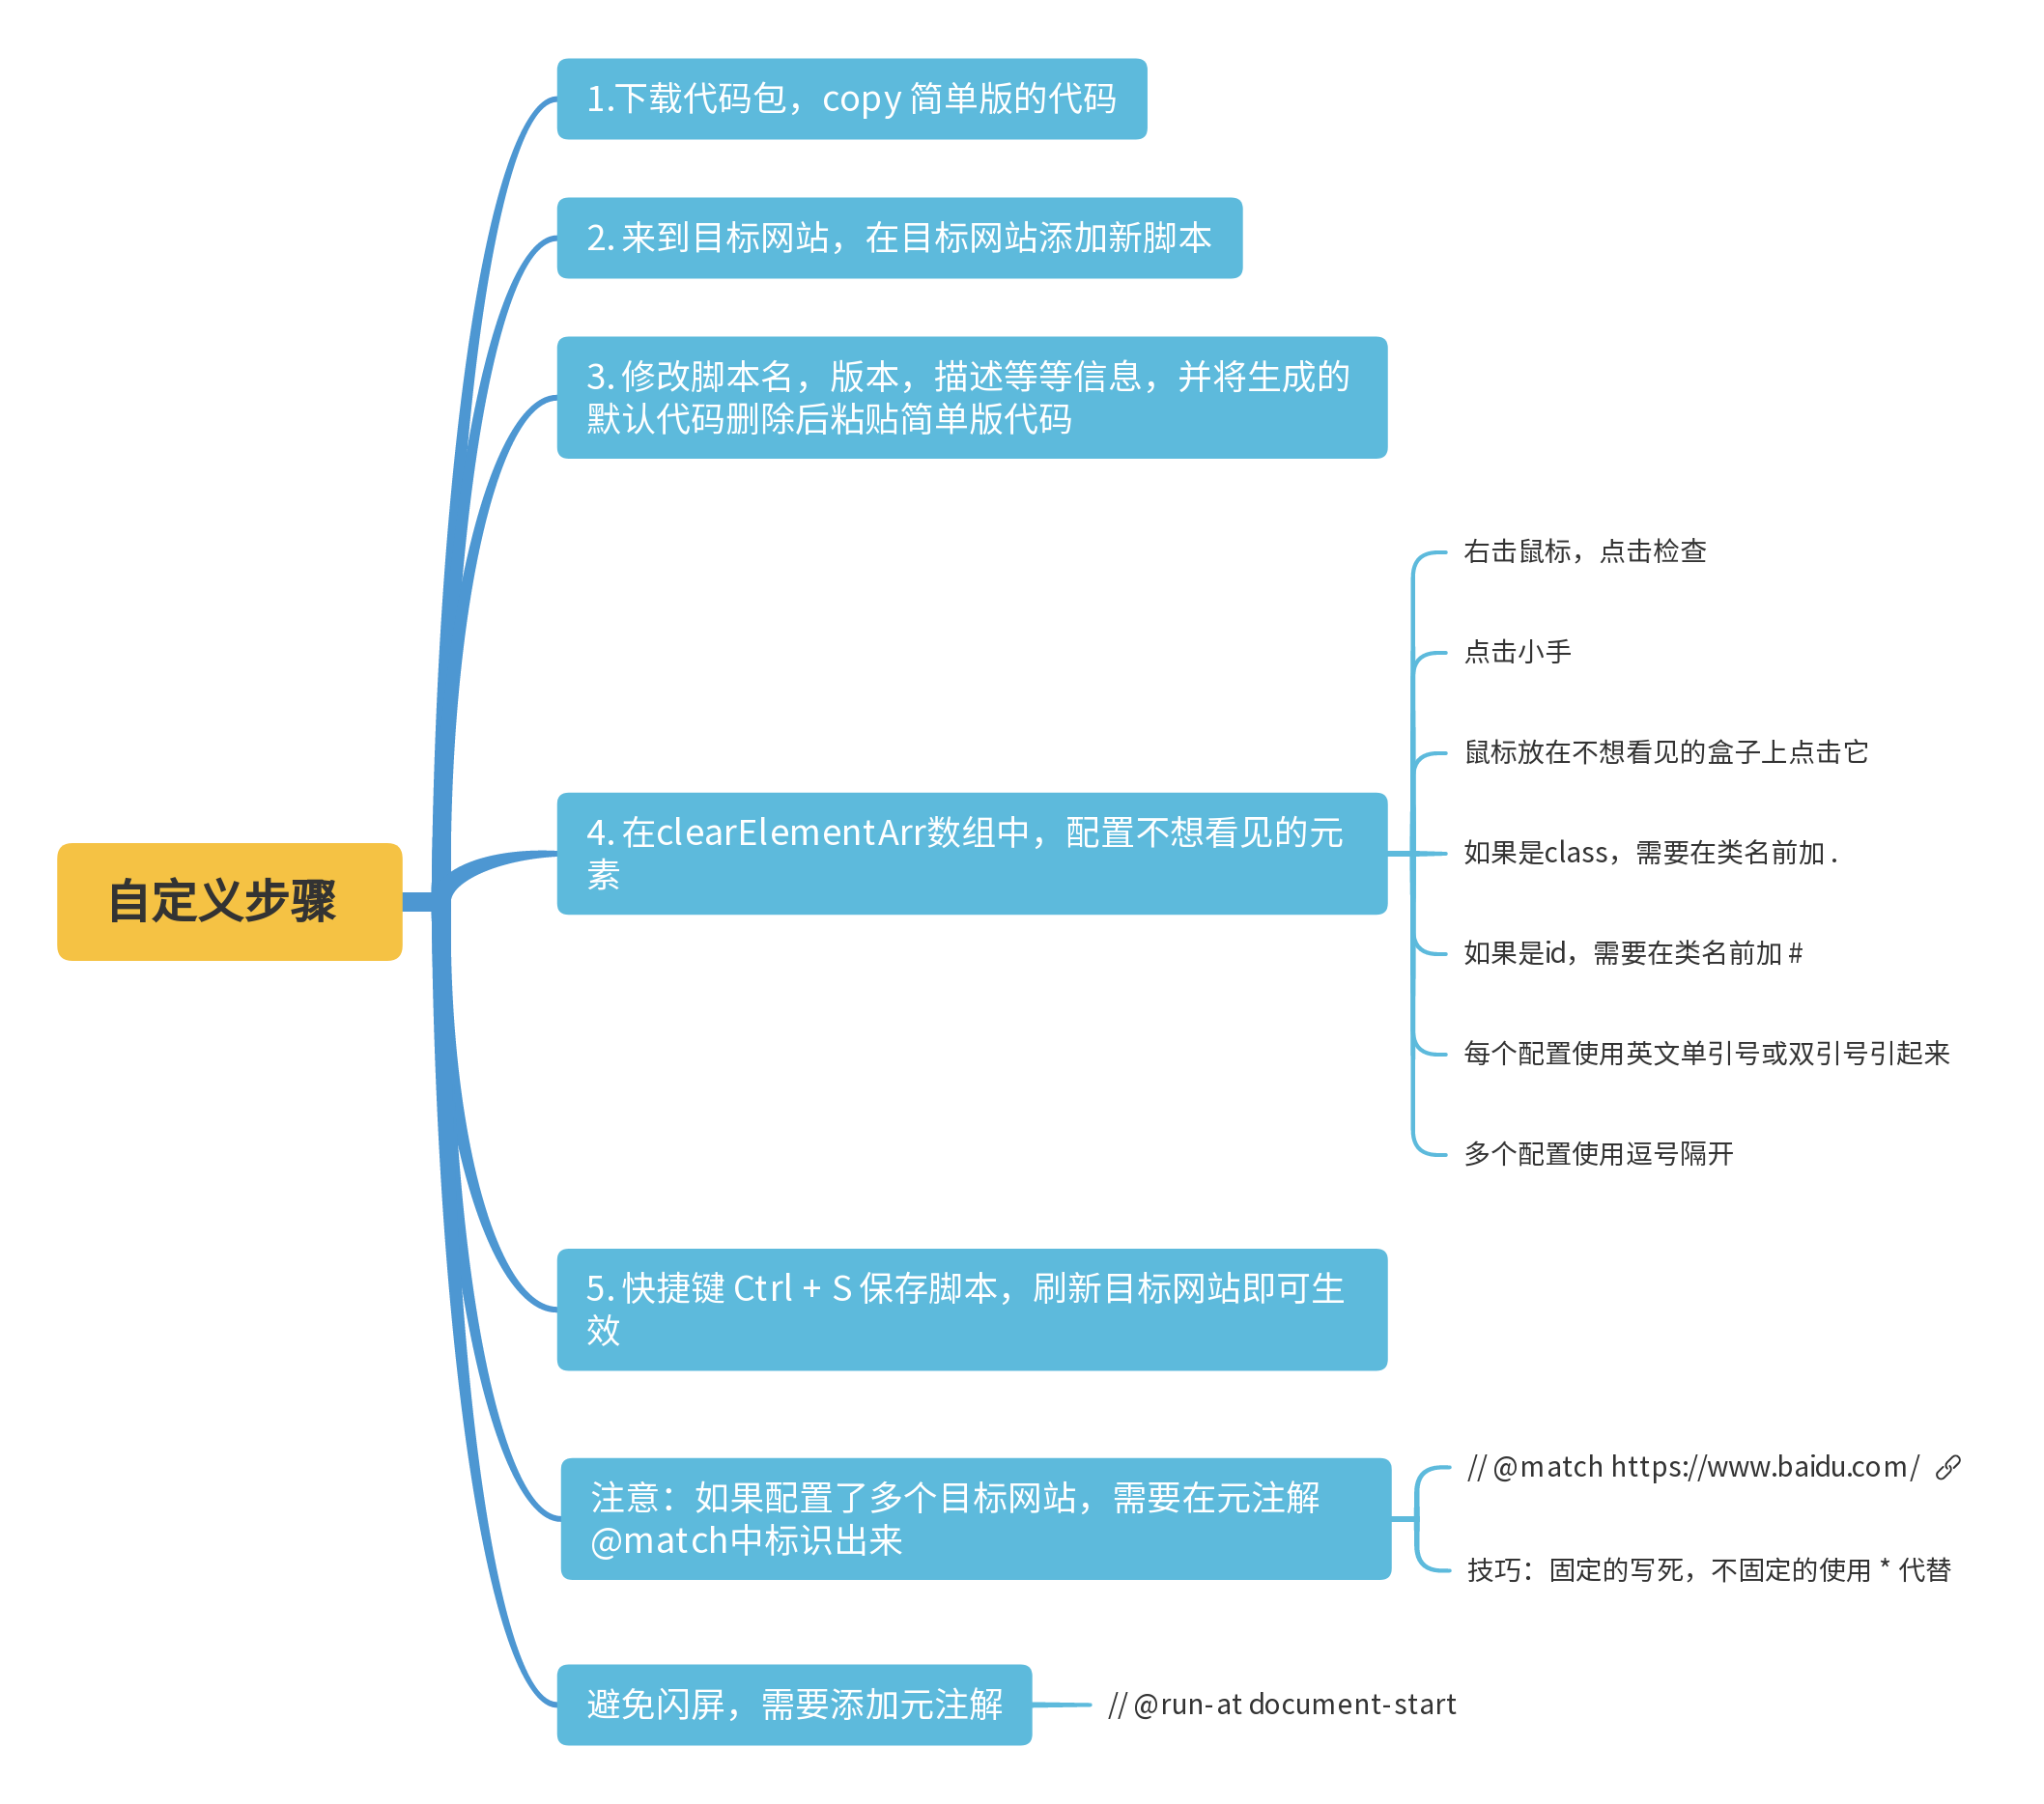 自定义步骤
1.下载代码包，copy 简单版的代码
2. 来到目标网站，在目标网站添加新脚本
3. 修改脚本名，版本，描述等等信息，并将生成的
默认代码删除后粘贴简单版代码
4. 在clearElementArr数组中，配置不想看见的元
素
右击鼠标，点击检查
点击小手
鼠标放在不想看见的盒子上点击它
如果是class，需要在类名前加 .
如果是id，需要在类名前加 #
每个配置使用英文单引号或双引号引起来
多个配置使用逗号隔开
5. 快捷键 Ctrl + S 保存脚本，刷新目标网站即可生
效
注意：如果配置了多个目标网站，需要在元注解
@match中标识出来
// @match https://www.baidu.com/
技巧：固定的写死，不固定的使用 * 代替
避免闪屏，需要添加元注解
// @run-at document-start